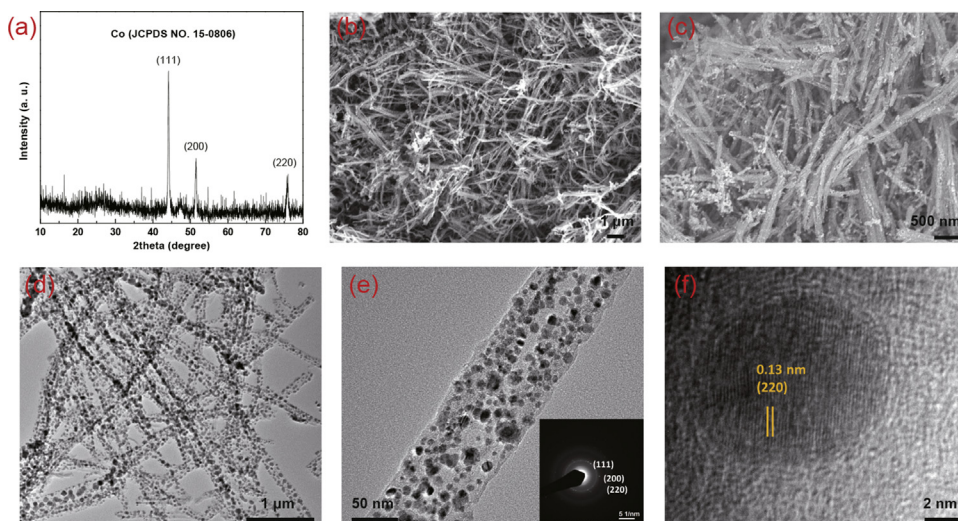 (a)
Co (JCPDS NO. 15-0806)
(111)
(200)
(220)
Intensity (a. u.)
10 20 30 40 50 60 70 80
2theta (degree)
(b)
1 µm
(c)
500 nm
(d)
1 µm
(e)
50 nm
(111)
(200)
(220)
5 1/nm
(f)
0.13 nm
(220)
2 nm